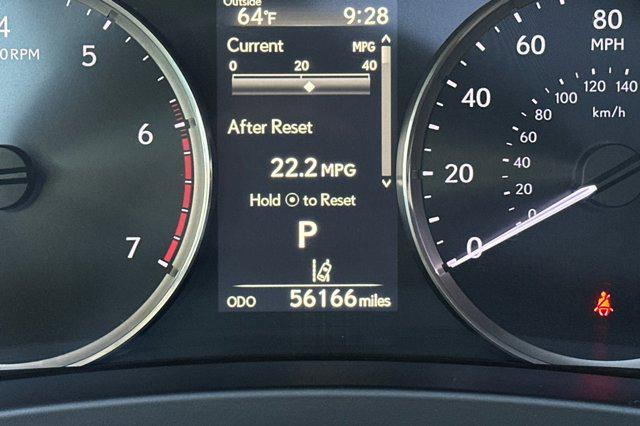 Outside
64°F 9:28
Current MPG
0 20 40
After Reset
22.2 MPG
Hold to Reset
P
ODO 56166 miles
4
5
6
7
0 RPM
0
20
40
60
80
MPH
0
20
40
60
80
100
120
140
km/h